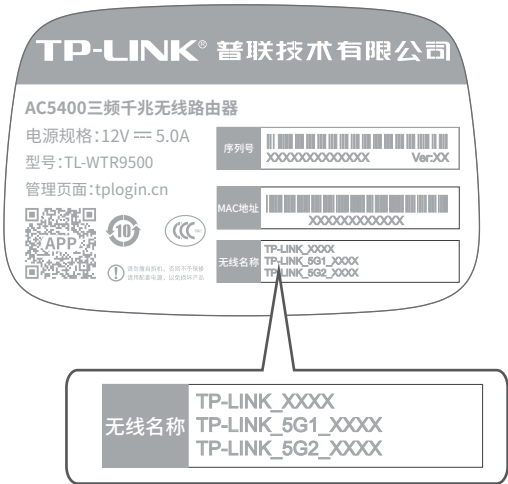 TP-LINK® 普联技术有限公司
AC5400三频千兆无线路由器
电源规格:12V ⎓ 5.0A
型号:TL-WTR9500
管理页面:tplogin.cn
序列号
XXXXXXXXXXXXXX Ver:XX
MAC地址
XXXXXXXXXXXX
APP
10
CCC
无线名称
TP-LINK_XXXX
TP-LINK_5G1_XXXX
TP-LINK_5G2_XXXX
无线名称
TP-LINK_XXXX
TP-LINK_5G1_XXXX
TP-LINK_5G2_XXXX